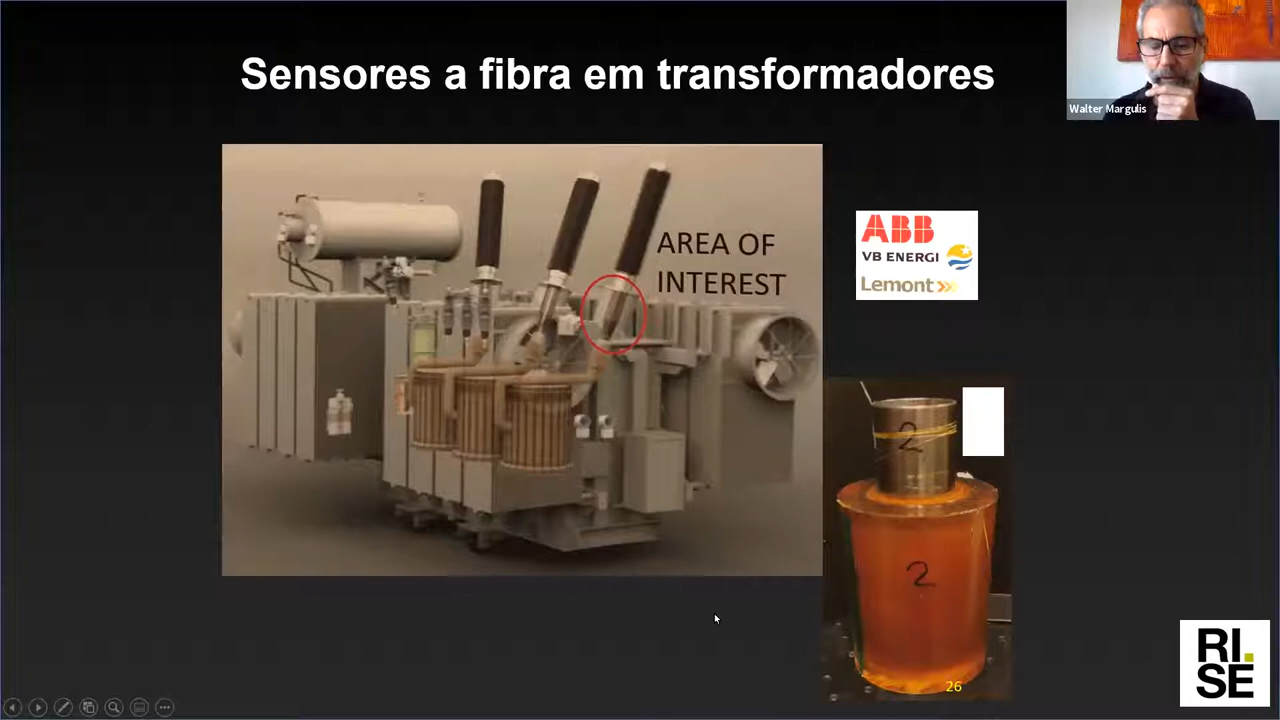 Sensores a fibra em transformadores
Walter Margulis
AREA OF
INTEREST
ABB
VB ENERGI
Lemont
2
2
26
RI.
SE